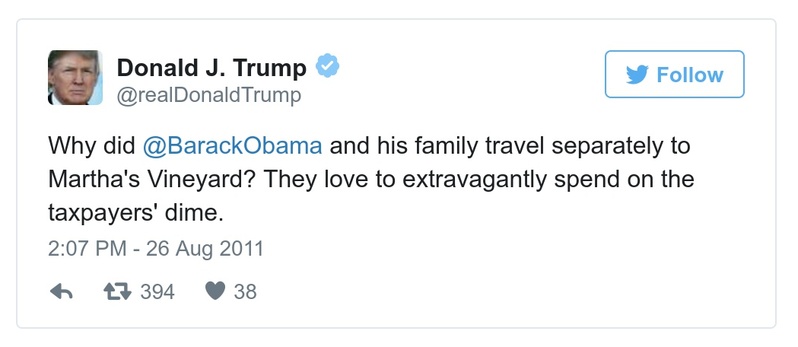 Donald J. Trump
@realDonaldTrump
Follow
Why did @BarackObama and his family travel separately to
Martha's Vineyard? They love to extravagantly spend on the
taxpayers' dime.
2:07 PM - 26 Aug 2011
394 38